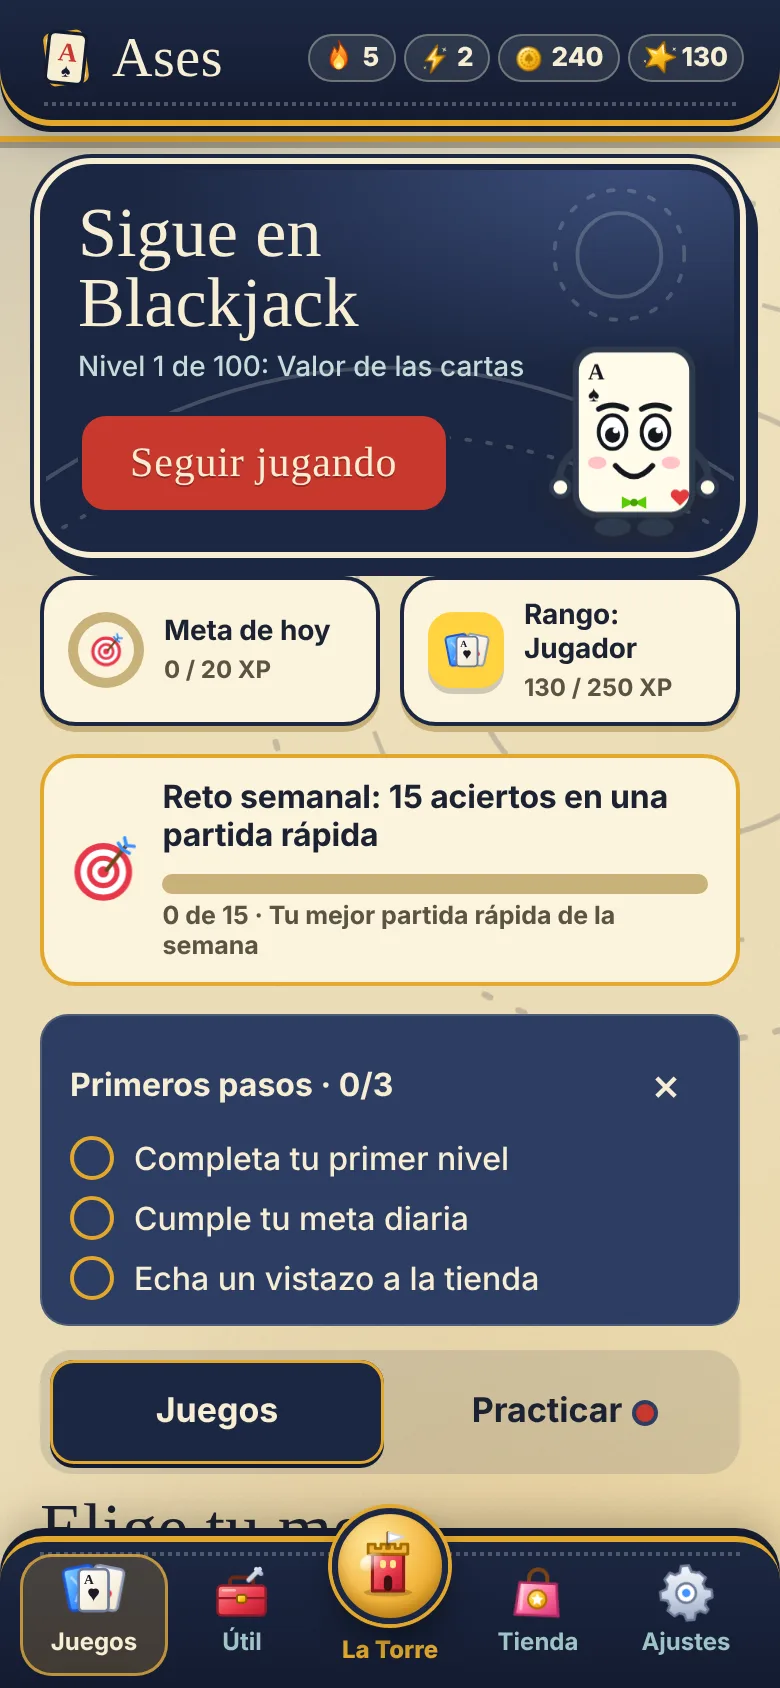 A
Ases
5
2
240
130
Sigue en
Blackjack
Nivel 1 de 100: Valor de las cartas
Seguir jugando
A
Meta de hoy
0 / 20 XP
A
Rango:
Jugador
130 / 250 XP
Reto semanal: 15 aciertos en una
partida rápida
0 de 15 · Tu mejor partida rápida de la
semana
Primeros pasos · 0/3
Completa tu primer nivel
Cumple tu meta diaria
Echa un vistazo a la tienda
Juegos
Practicar
Elige tu
A
Juegos
Útil
La Torre
Tienda
Ajustes